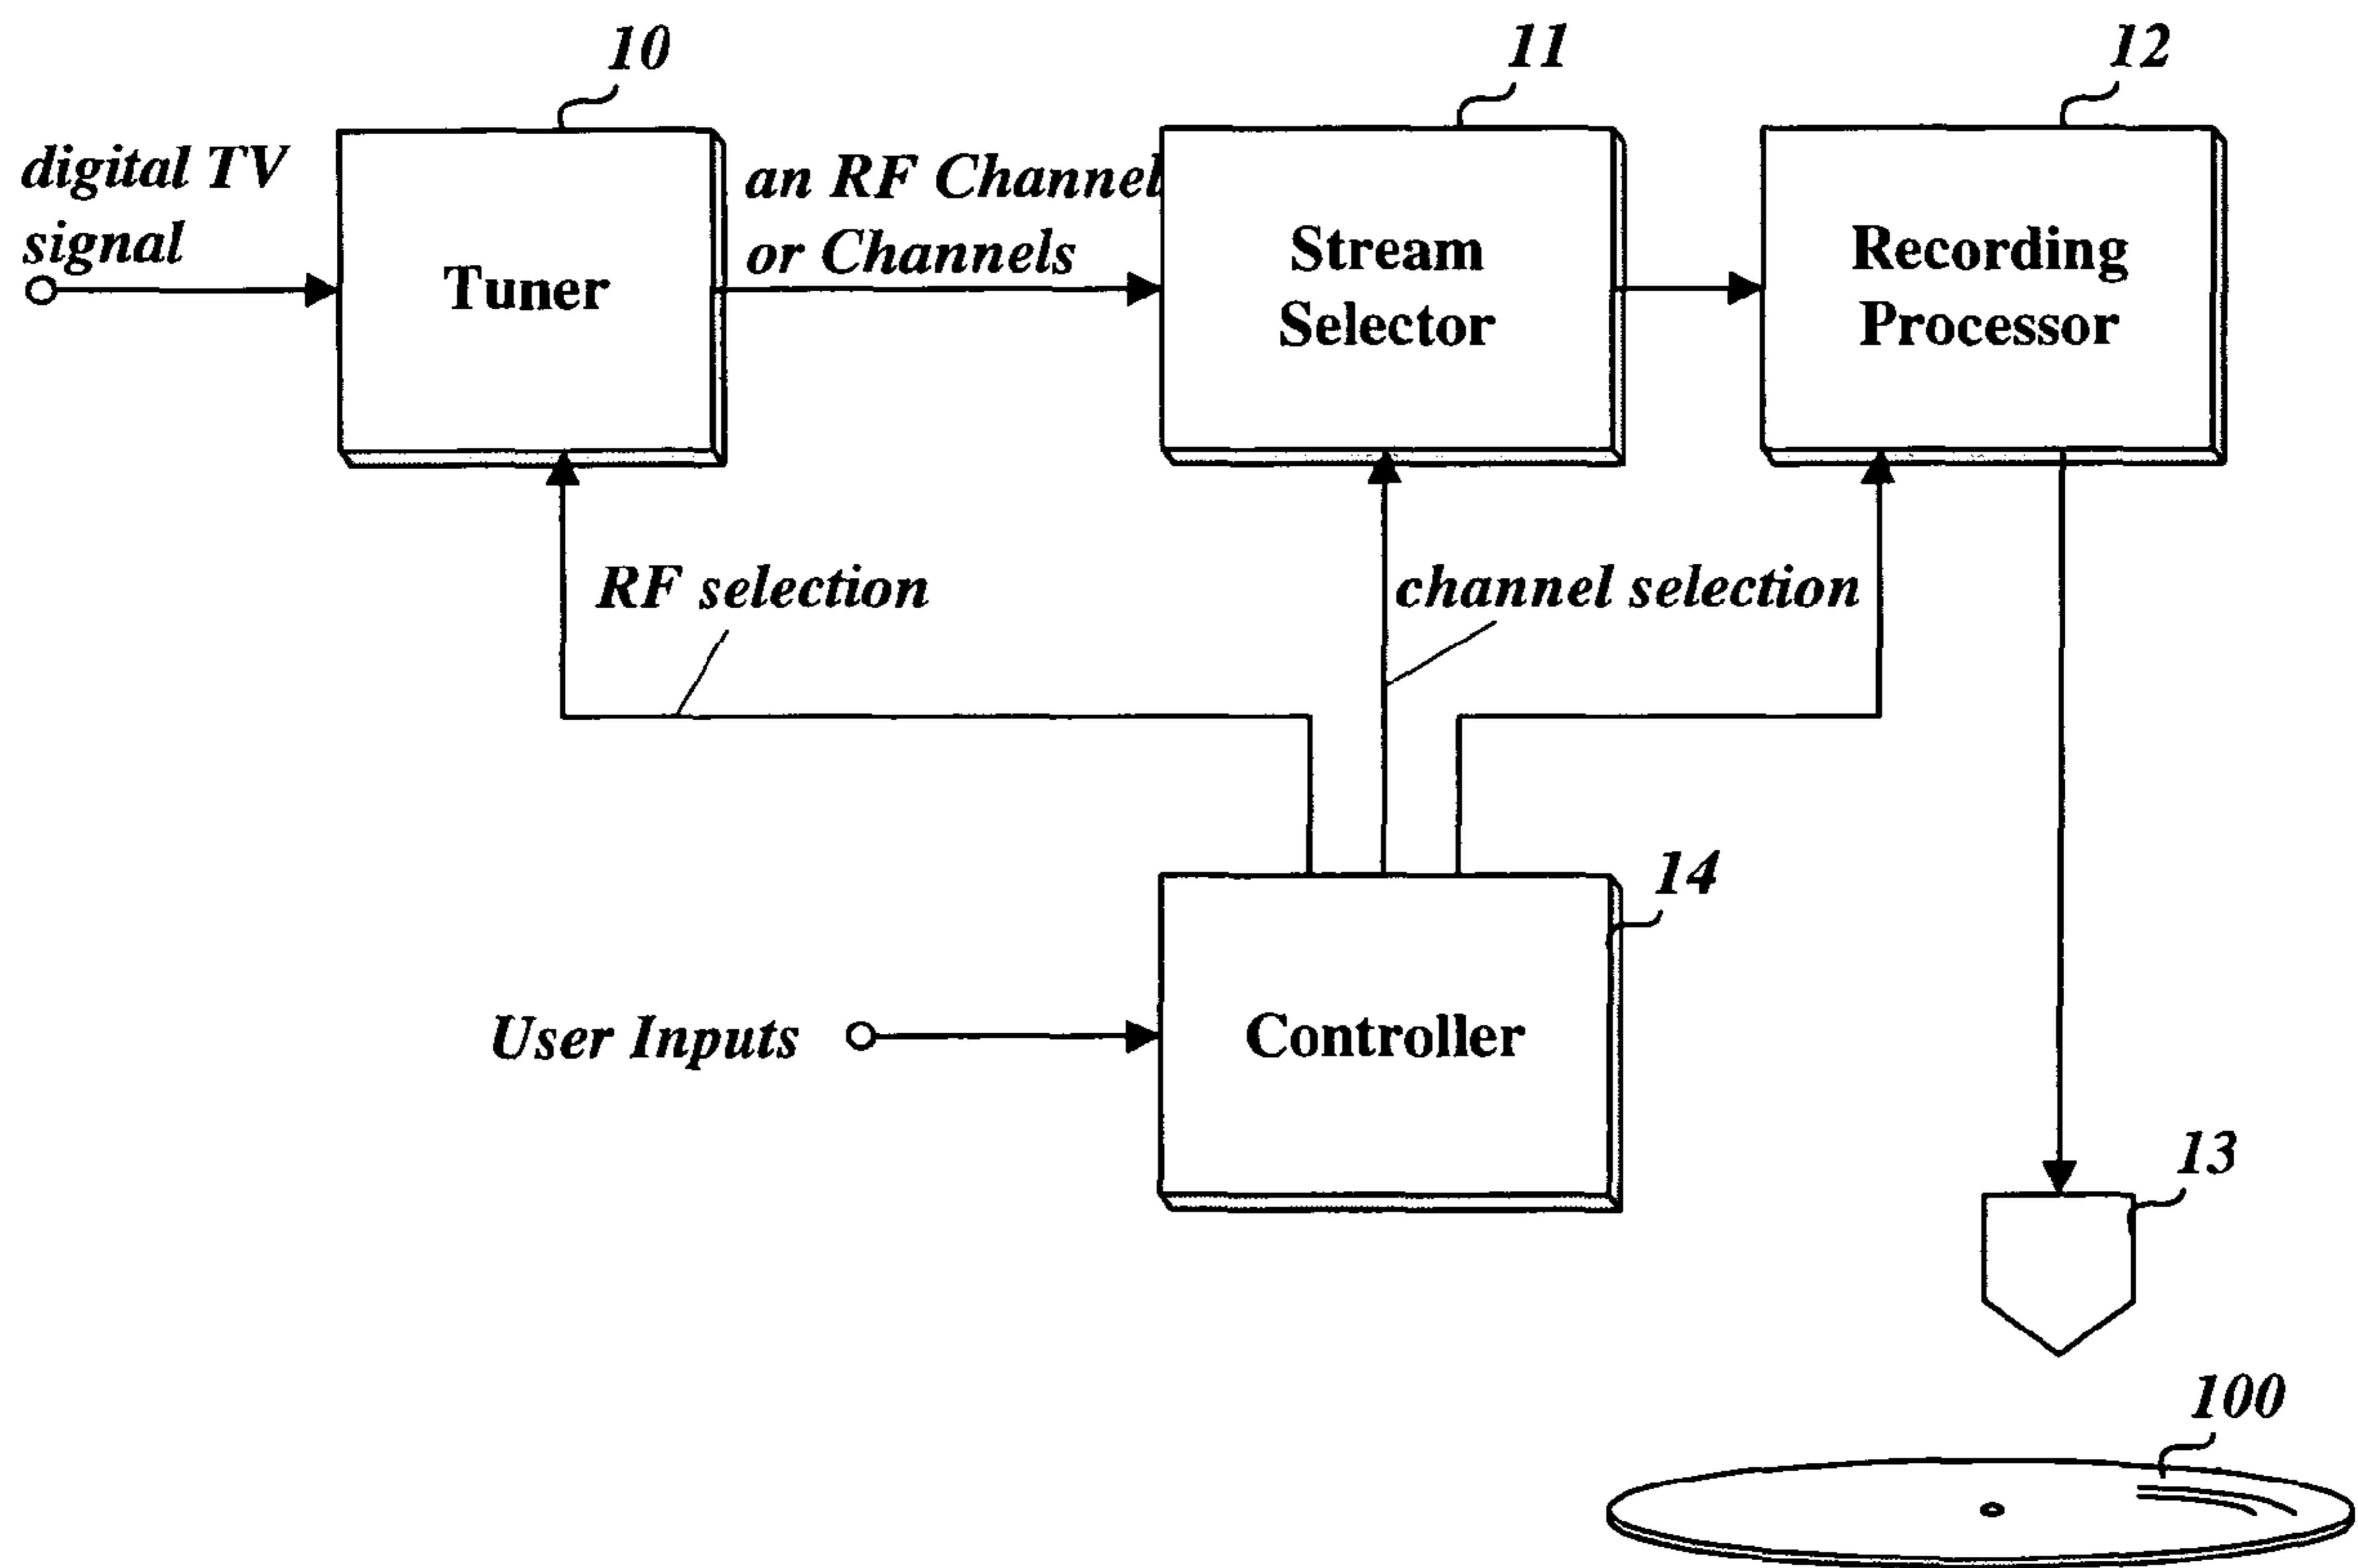 10
11
12
digital TV
signal
an RF Channel
or Channels
Tuner
Stream
Selector
Recording
Processor
RF selection
channel selection
14
User Inputs
Controller
13
100